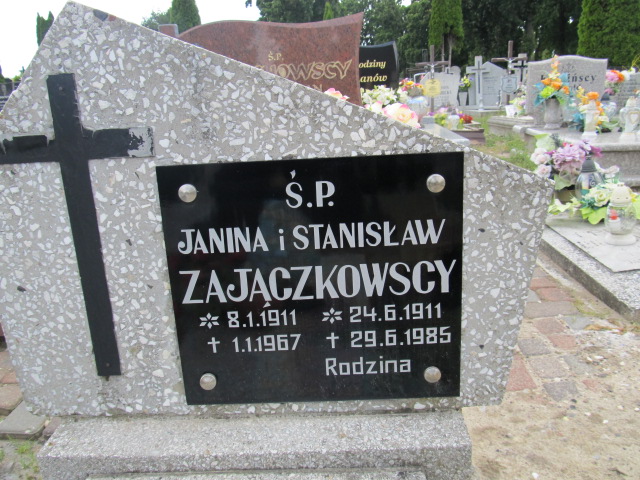 Ś.P.
JANINA i STANISŁAW
ZAJĄCZKOWSCY
✲ 8.1.1911 ✲ 24.6.1911
† 1.1.1967 † 29.6.1985
Rodzina
Ś.P.